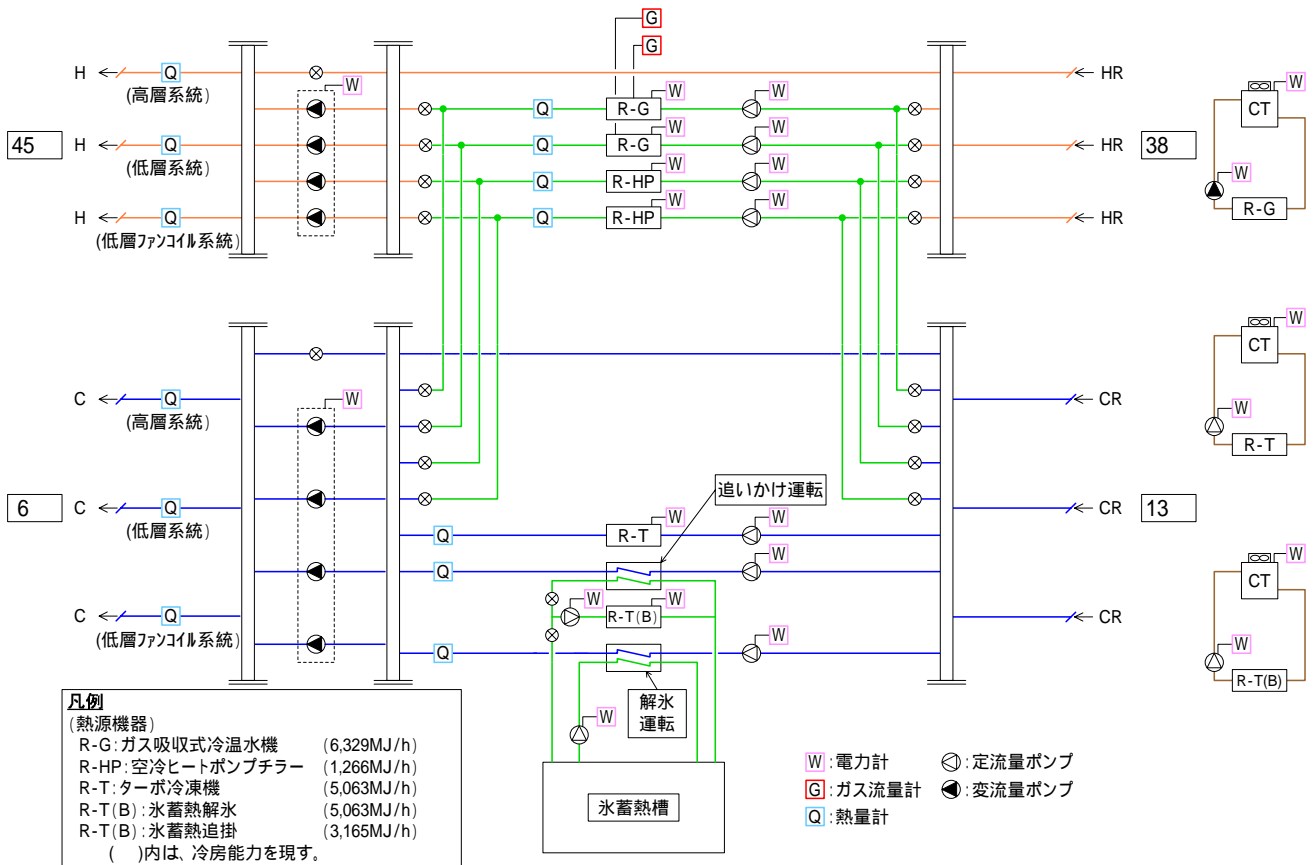 G
G
H
Q
(高層系統)
W
HR
W
W
Q
R-G
45
H
Q
(低層系統)
W
W
Q
R-G
HR
38
W
W
Q
R-HP
W
W
H
Q
(低層ファンコイル系統)
Q
R-HP
HR
CT
W
W
R-G
C
Q
(高層系統)
W
CR
CT
W
W
R-T
追いかけ運転
6
C
Q
(低層系統)
CR
13
W
W
Q
R-T
W
Q
W
W
R-T(B)
C
Q
(低層ファンコイル系統)
CR
W
Q
解氷
運転
W
CT
W
W
R-T(B)
氷蓄熱槽
凡例
(熱源機器)
R-G:ガス吸収式冷温水機 (6,329MJ/h)
R-HP:空冷ヒートポンプチラー (1,266MJ/h)
R-T:ターボ冷凍機 (5,063MJ/h)
R-T(B):氷蓄熱解氷 (5,063MJ/h)
R-T(B):氷蓄熱追掛 (3,165MJ/h)
( )内は、冷房能力を現す。
W:電力計 :定流量ポンプ
G:ガス流量計 :変流量ポンプ
Q:熱量計